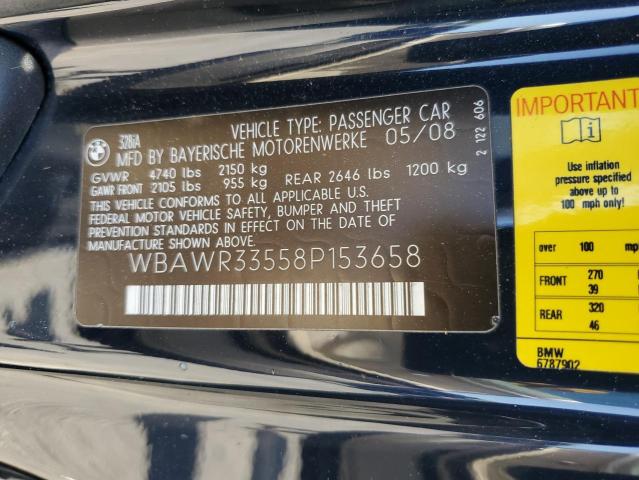 BMW
328iA
VEHICLE TYPE: PASSENGER CAR
MFD BY BAYERISCHE MOTORENWERKE 05/08
GVWR 4740 lbs 2150 kg
GAWR FRONT 2105 lbs 955 kg REAR 2646 lbs 1200 kg
THIS VEHICLE CONFORMS TO ALL APPLICABLE U.S.
FEDERAL MOTOR VEHICLE SAFETY, BUMPER AND THEFT
PREVENTION STANDARDS IN EFFECT ON THE DATE OF
MANUFACTURE SHOWN ABOVE.
WBAWR33558P153658
2 122 606
IMPORTANT
Use inflation
pressure specified
above up to
100 mph only!
over 100 mp
FRONT 270
39
REAR 320
46
BMW
6787902